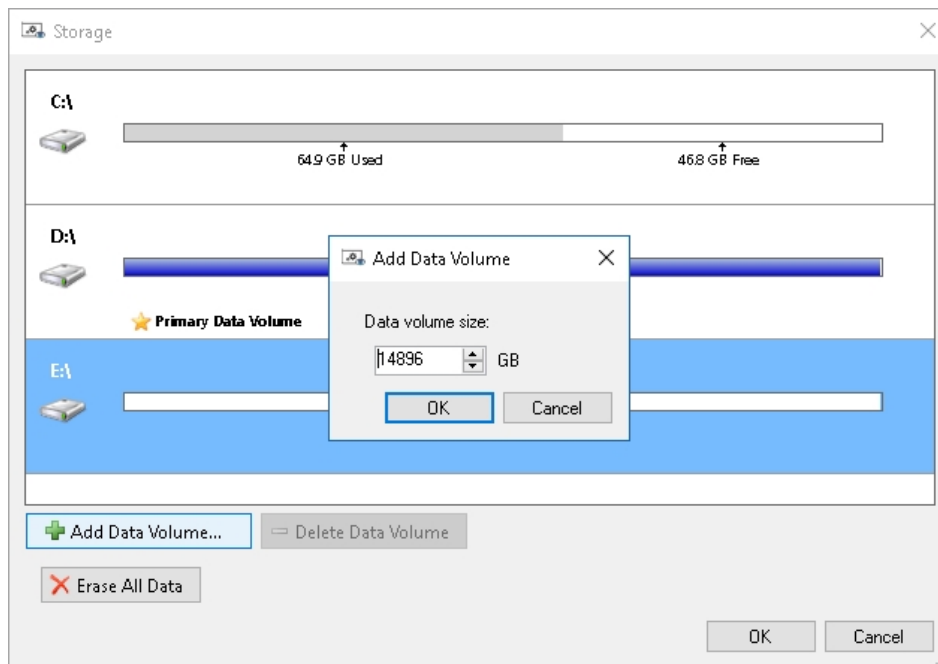 Storage
C:\
64.9 GB Used 46.8 GB Free
D:\
Primary Data Volume
E:\
Add Data Volume
Data volume size:
14896 GB
OK Cancel
Add Data Volume... Delete Data Volume
Erase All Data
OK Cancel